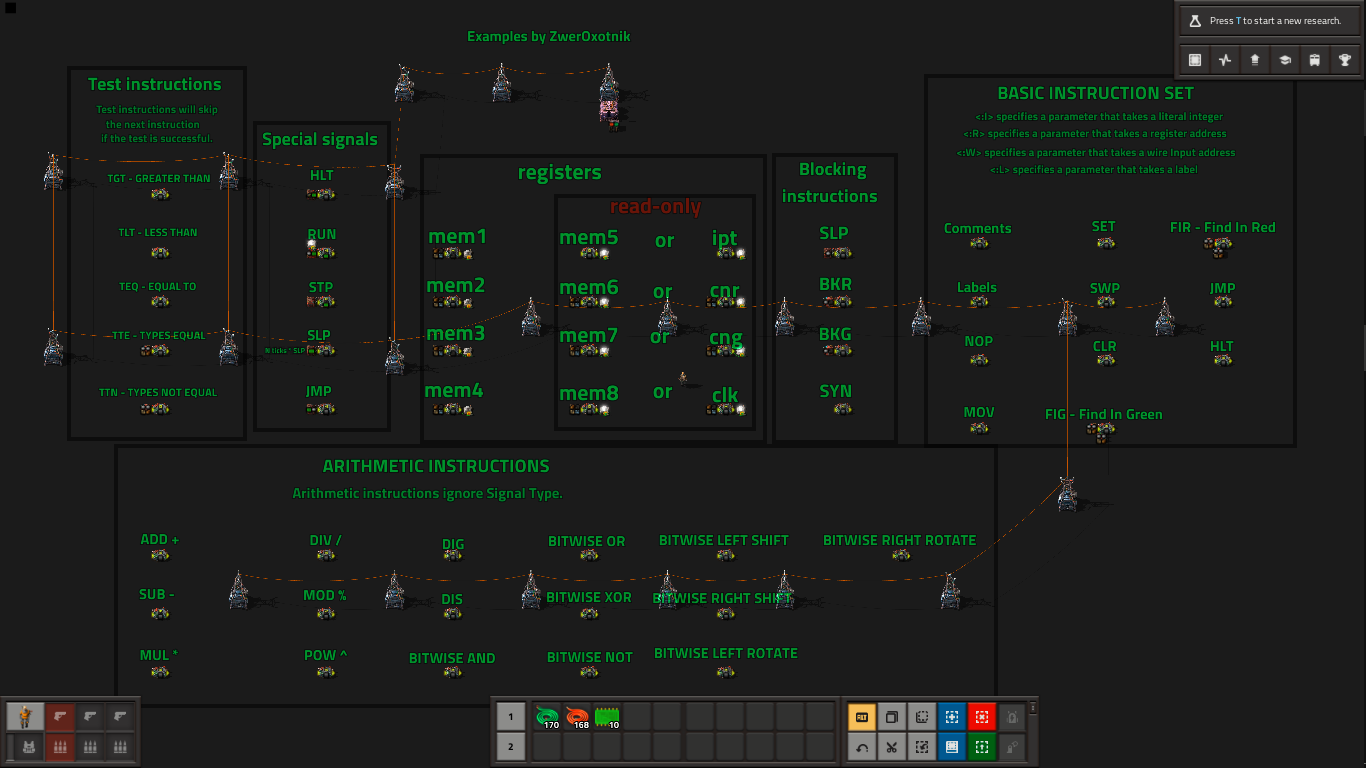 Examples by ZwerOxotnik
Press T to start a new research.
Test instructions
Test instructions will skip
the next instruction
if the test is successful.
TGT - GREATER THAN
TLT - LESS THAN
TEQ - EQUAL TO
TTE - TYPES EQUAL
TTN - TYPES NOT EQUAL
Special signals
HLT
RUN
STP
SLP
N ticks * SLP
JMP
registers
read-only
mem1
mem5 or ipt
mem2
mem6 or cnr
mem3
mem7 or cng
mem4
mem8 or clk
Blocking
instructions
SLP
BKR
BKG
SYN
BASIC INSTRUCTION SET
<:I> specifies a parameter that takes a literal integer
<:R> specifies a parameter that takes a register address
<:W> specifies a parameter that takes a wire Input address
<:L> specifies a parameter that takes a label
Comments
SET
FIR - Find In Red
Labels
SWP
JMP
NOP
CLR
HLT
MOV
FIG - Find In Green
ARITHMETIC INSTRUCTIONS
Arithmetic instructions ignore Signal Type.
ADD +
DIV /
DIG
BITWISE OR
BITWISE LEFT SHIFT
BITWISE RIGHT ROTATE
SUB -
MOD %
DIS
BITWISE XOR
BITWISE RIGHT SHIFT
MUL *
POW ^
BITWISE AND
BITWISE NOT
BITWISE LEFT ROTATE
1
170
168
10
2
ALT